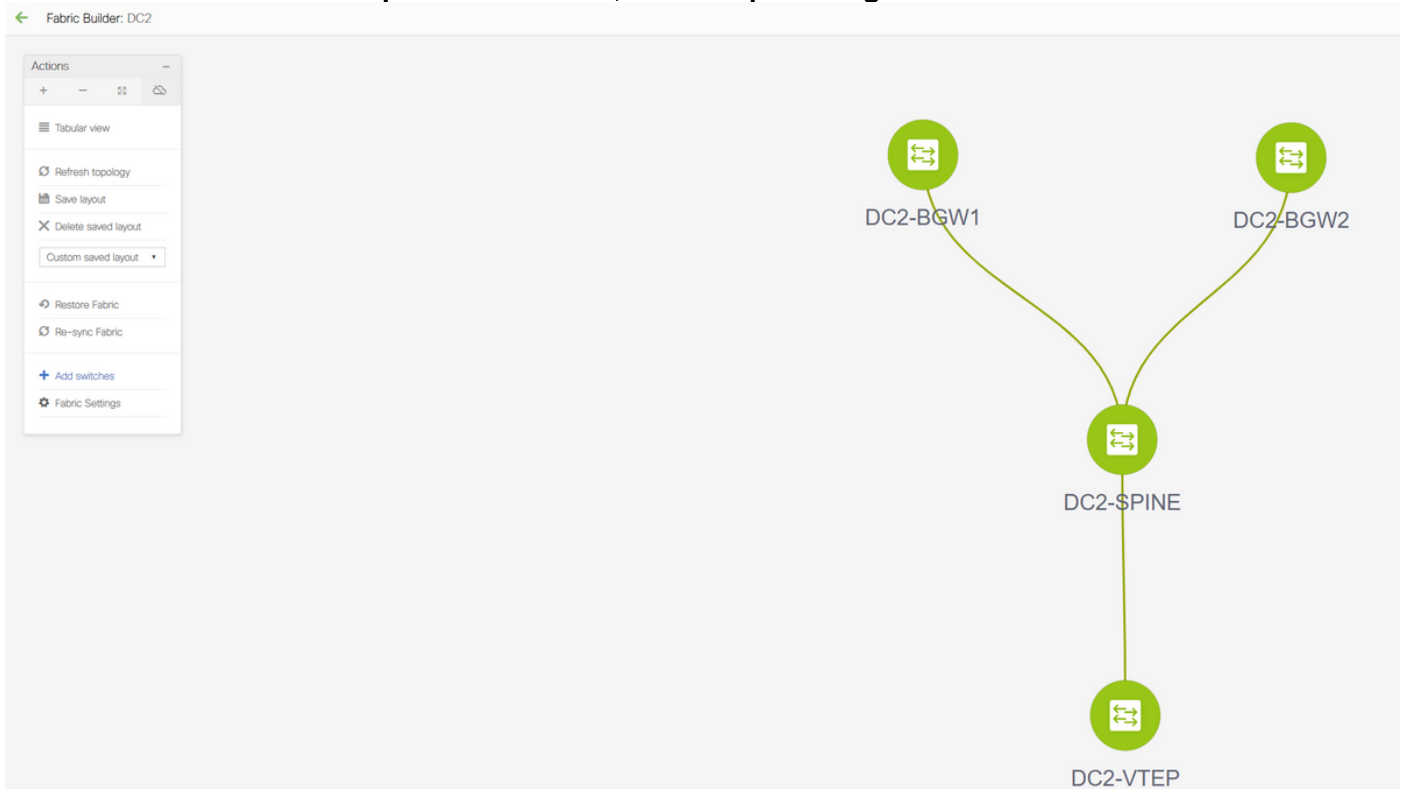 Fabric Builder: DC2
Actions
Tabular view
Refresh topology
Save layout
Delete saved layout
Custom saved layout
Restore Fabric
Re-sync Fabric
Add switches
Fabric Settings
DC2-BGW1
DC2-BGW2
DC2-SPINE
DC2-VTEP